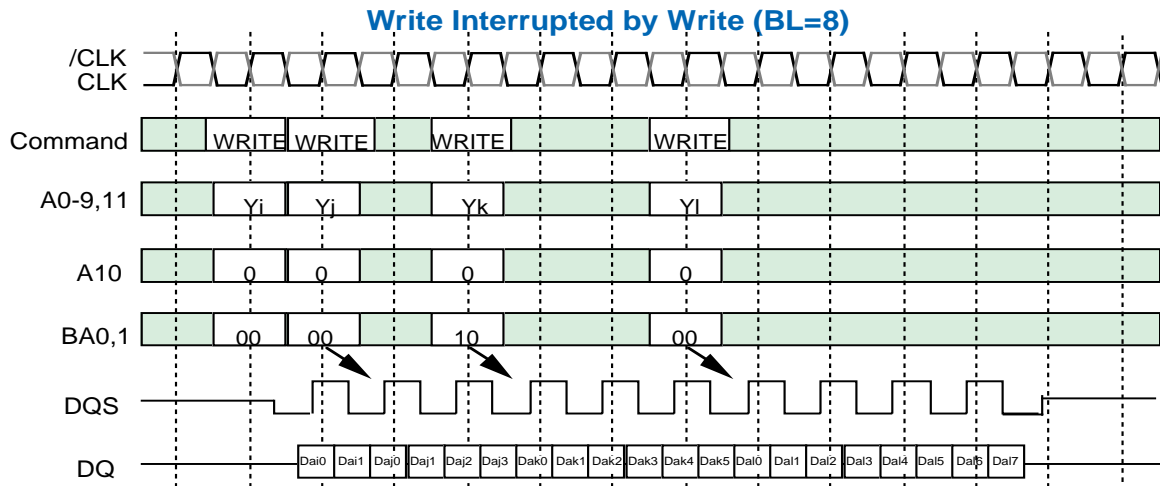 Write Interrupted by Write (BL=8)
/CLK
CLK
Command WRITE WRITE WRITE WRITE
A0-9,11 Yi Yj Yk Yl
A10 0 0 0 0
BA0,1 00 00 10 00
DQS
DQ Dai0 Dai1 Daj0 Daj1 Daj2 Daj3 Dak0 Dak1 Dak2 Dak3 Dak4 Dak5 Dal0 Dal1 Dal2 Dal3 Dal4 Dal5 Dal6 Dal7